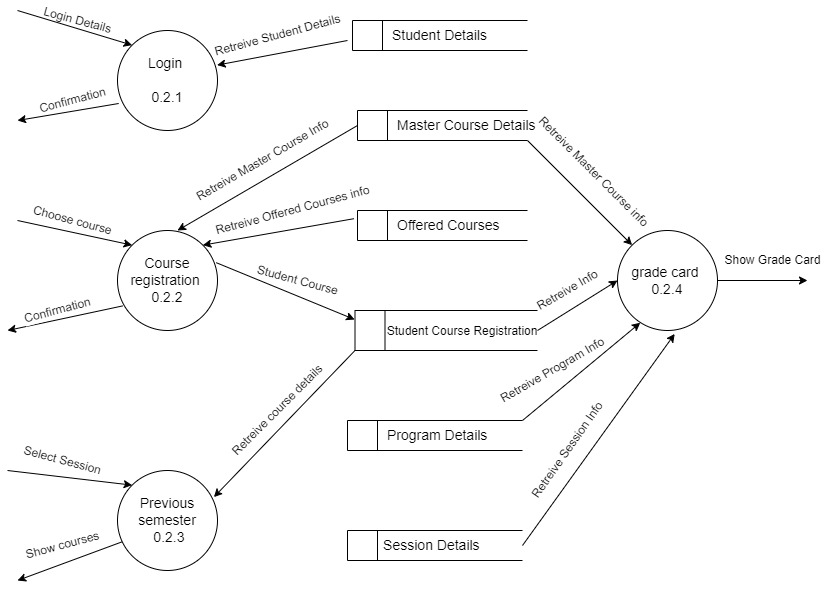 Login Details
Retreive Student Details
Student Details
Login
0.2.1
Confirmation
Master Course Details
Retreive Master Course Info
Retreive Master Course info
Choose course
Retreive Offered Courses info
Offered Courses
Course
registration
0.2.2
Student Course
Confirmation
Student Course Registration
Retreive Info
grade card
0.2.4
Show Grade Card
Retreive course details
Retreive Program Info
Program Details
Select Session
Retreive Session Info
Previous
semester
0.2.3
Show courses
Session Details